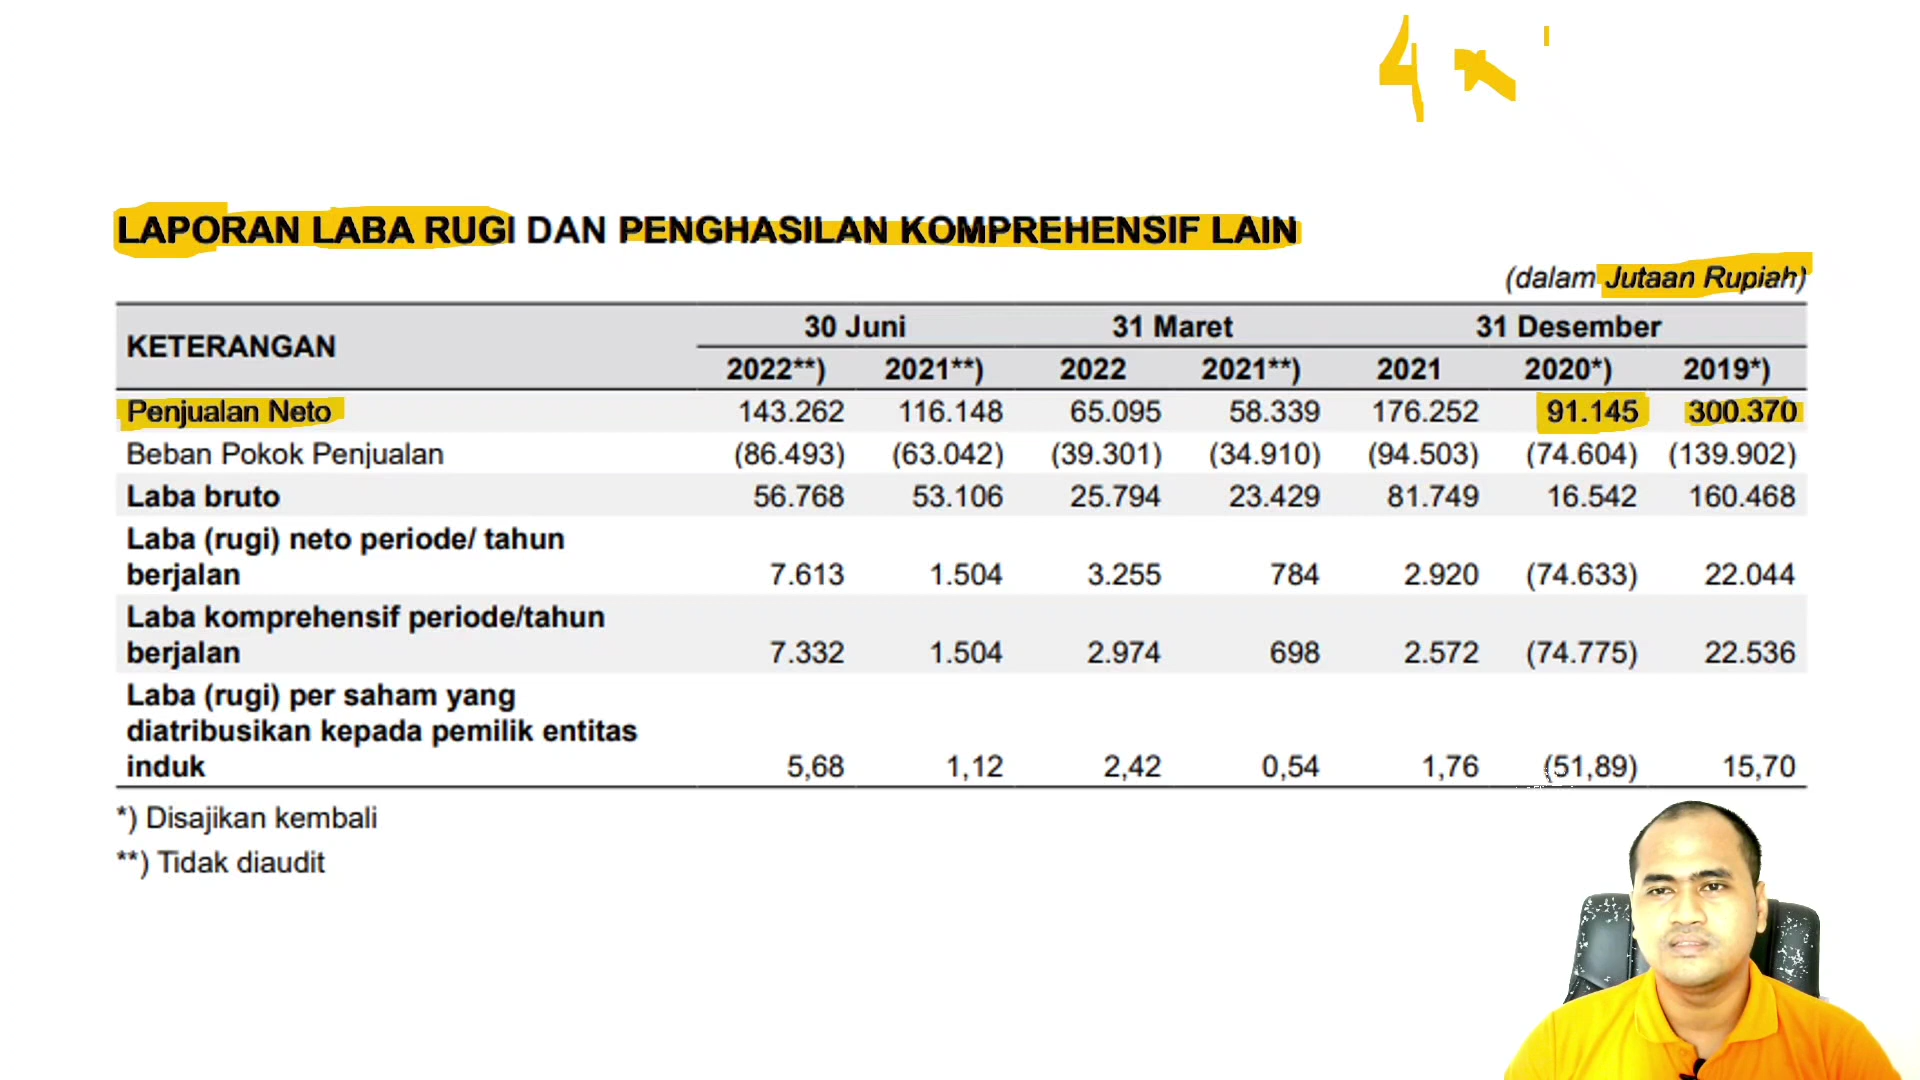 4 x
LAPORAN LABA RUGI DAN PENGHASILAN KOMPREHENSIF LAIN
(dalam Jutaan Rupiah)
KETERANGAN 30 Juni 31 Maret 31 Desember
2022**) 2021**) 2022 2021**) 2021 2020*) 2019*)
Penjualan Neto 143.262 116.148 65.095 58.339 176.252 91.145 300.370
Beban Pokok Penjualan (86.493) (63.042) (39.301) (34.910) (94.503) (74.604) (139.902)
Laba bruto 56.768 53.106 25.794 23.429 81.749 16.542 160.468
Laba (rugi) neto periode/ tahun
berjalan 7.613 1.504 3.255 784 2.920 (74.633) 22.044
Laba komprehensif periode/tahun
berjalan 7.332 1.504 2.974 698 2.572 (74.775) 22.536
Laba (rugi) per saham yang
diatribusikan kepada pemilik entitas
induk 5,68 1,12 2,42 0,54 1,76 (51,89) 15,70
*) Disajikan kembali
**) Tidak diaudit